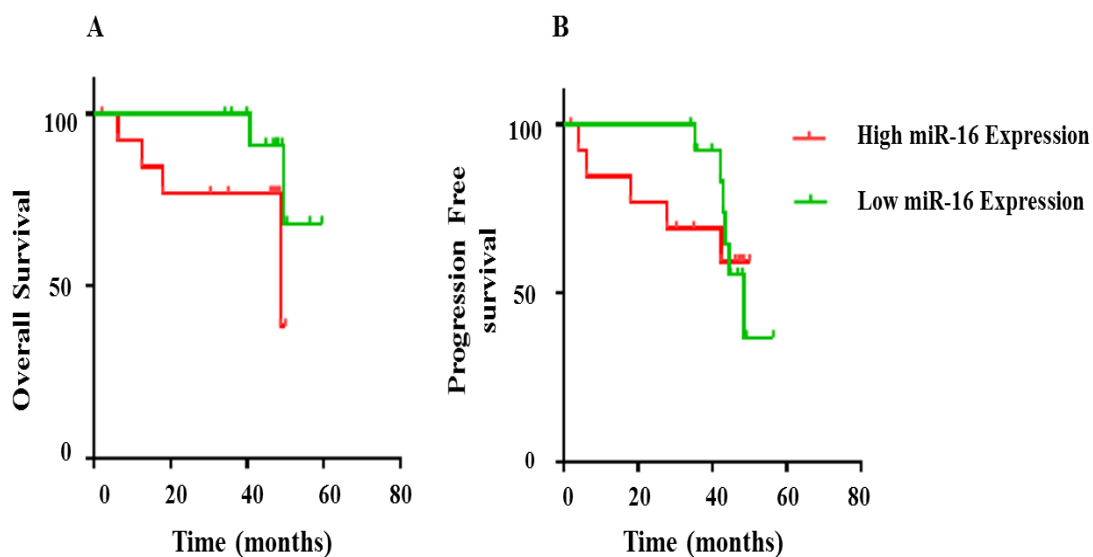 A
B
100
50
0
0 20 40 60 80
Overall Survival
Time (months)
100
50
0
0 20 40 60 80
Progression Free
survival
Time (months)
High miR-16 Expression
Low miR-16 Expression